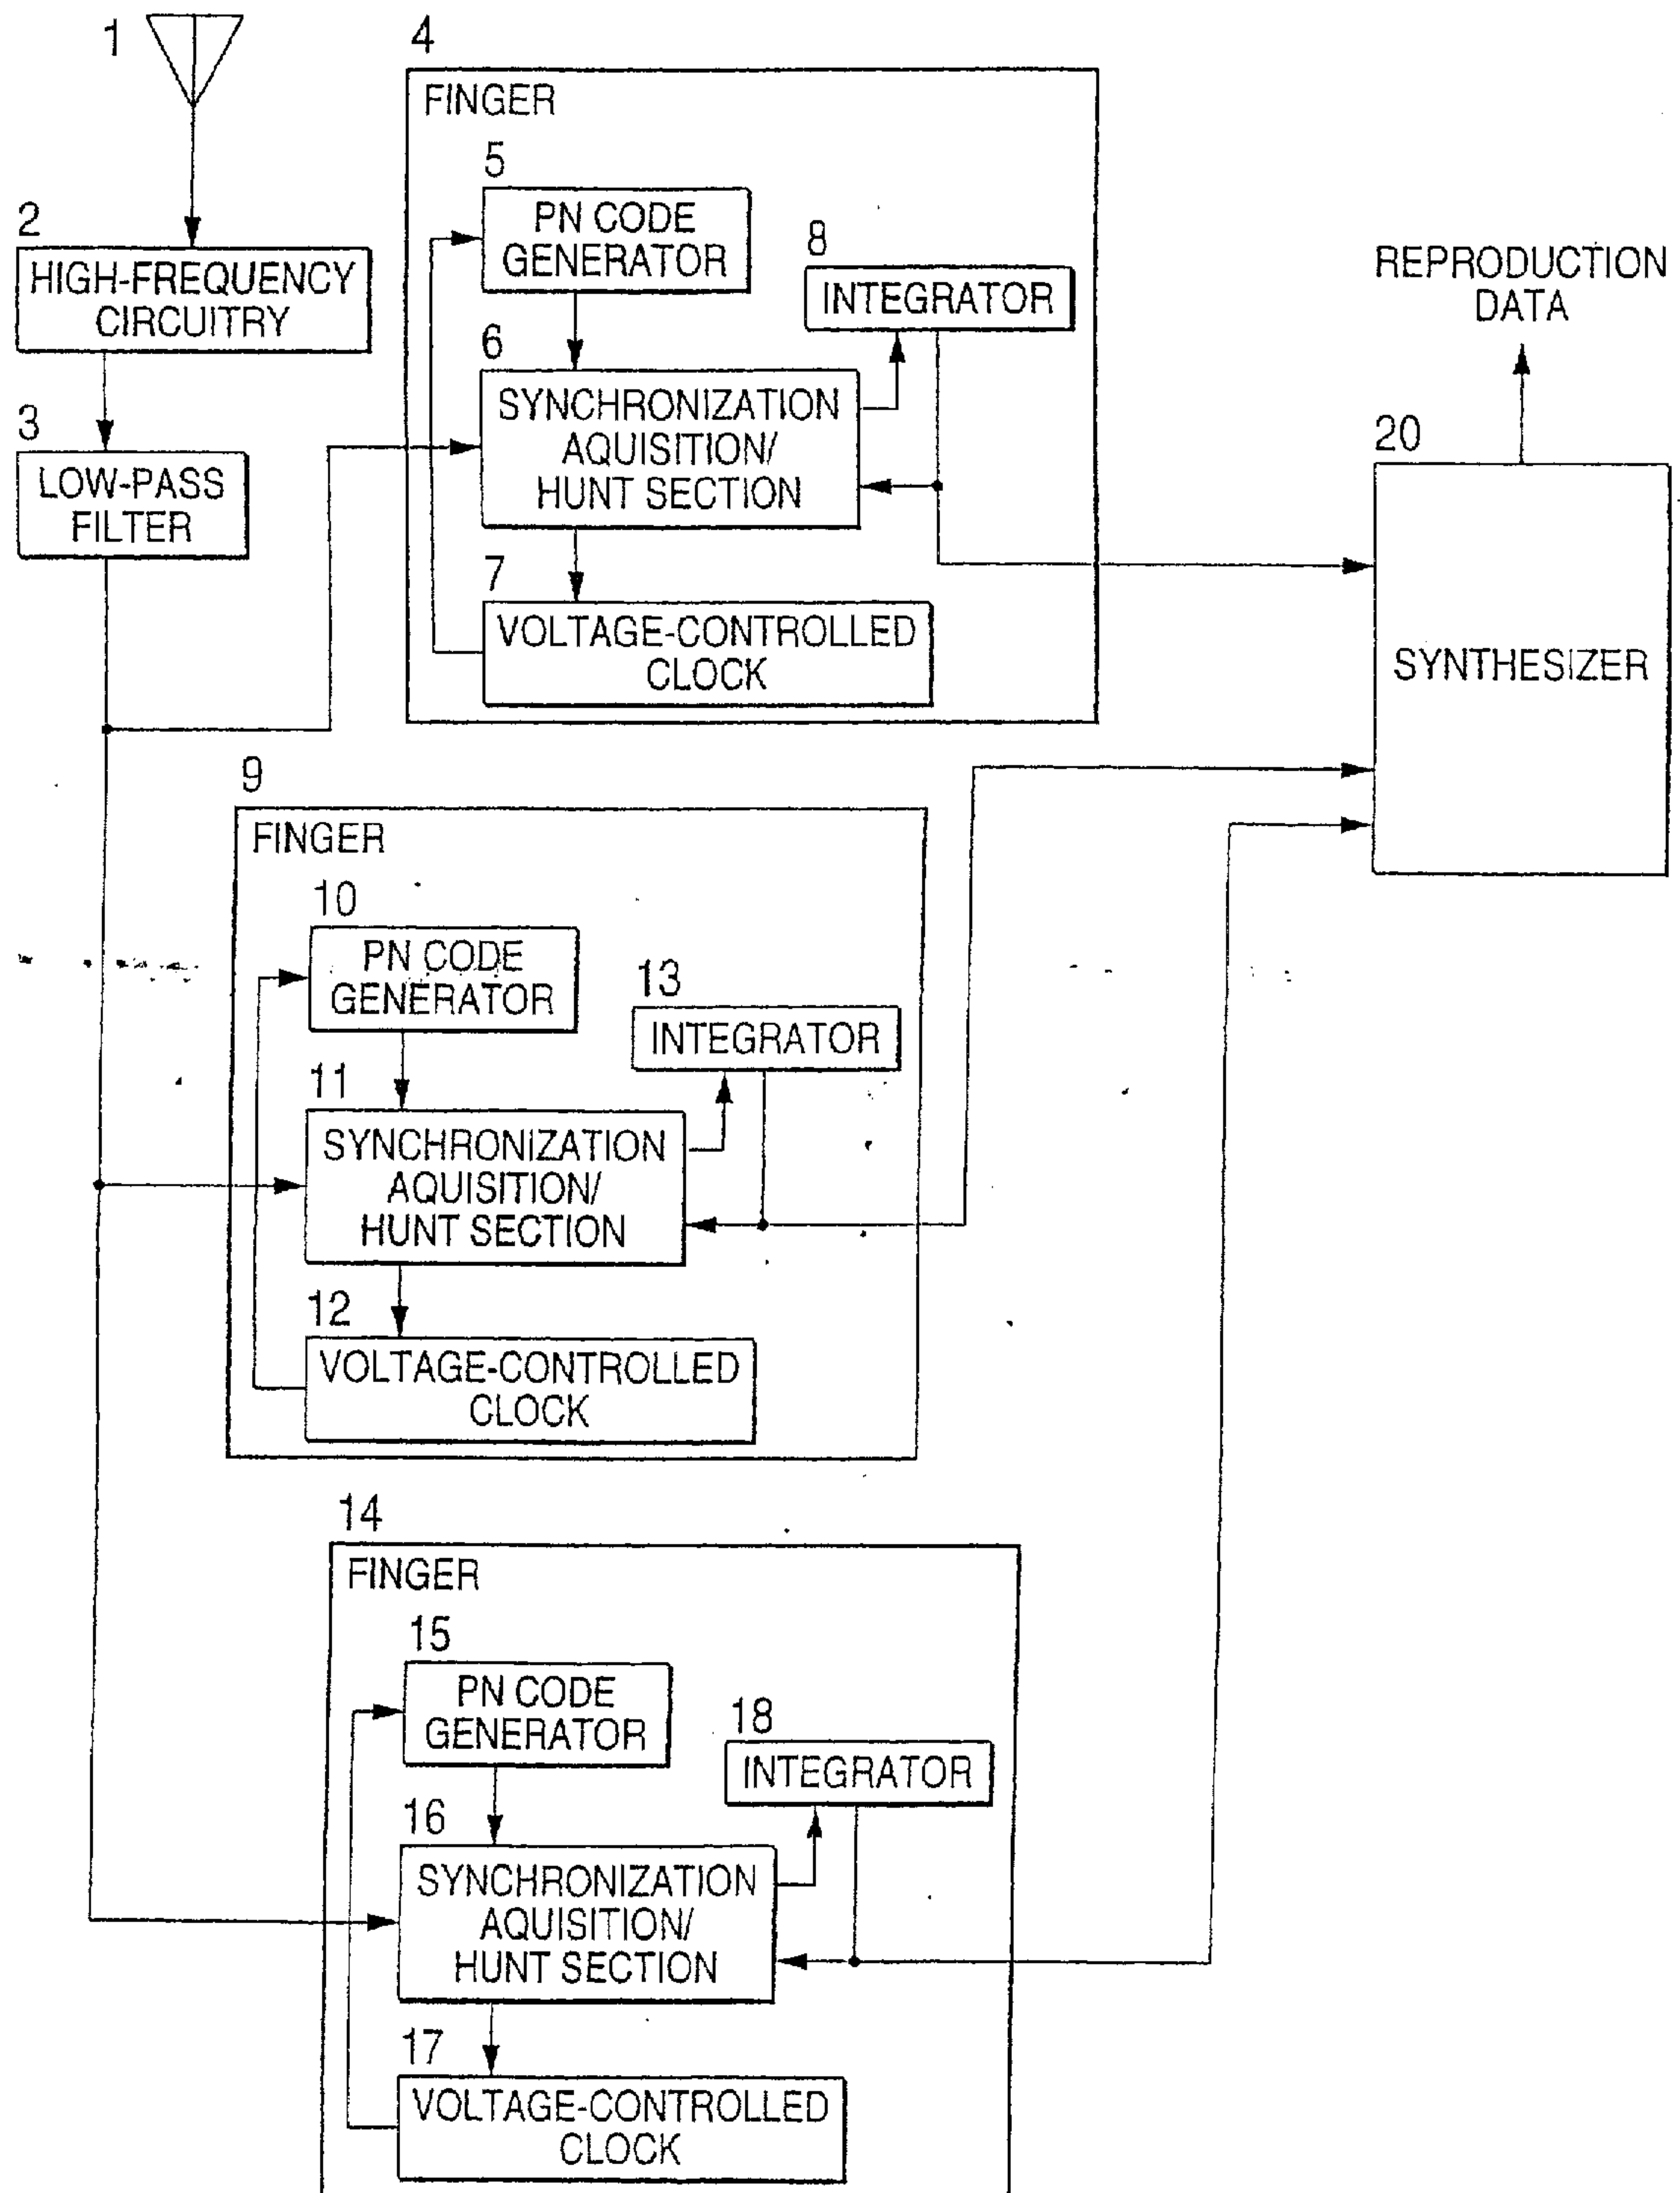 1
2
HIGH-FREQUENCY
CIRCUITRY
3
LOW-PASS
FILTER
4
FINGER
5
PN CODE
GENERATOR
6
SYNCHRONIZATION
AQUISITION/
HUNT SECTION
7
VOLTAGE-CONTROLLED
CLOCK
8
INTEGRATOR
REPRODUCTION
DATA
20
SYNTHESIZER
9
FINGER
10
PN CODE
GENERATOR
11
SYNCHRONIZATION
AQUISITION/
HUNT SECTION
12
VOLTAGE-CONTROLLED
CLOCK
13
INTEGRATOR
14
FINGER
15
PN CODE
GENERATOR
16
SYNCHRONIZATION
AQUISITION/
HUNT SECTION
17
VOLTAGE-CONTROLLED
CLOCK
18
INTEGRATOR